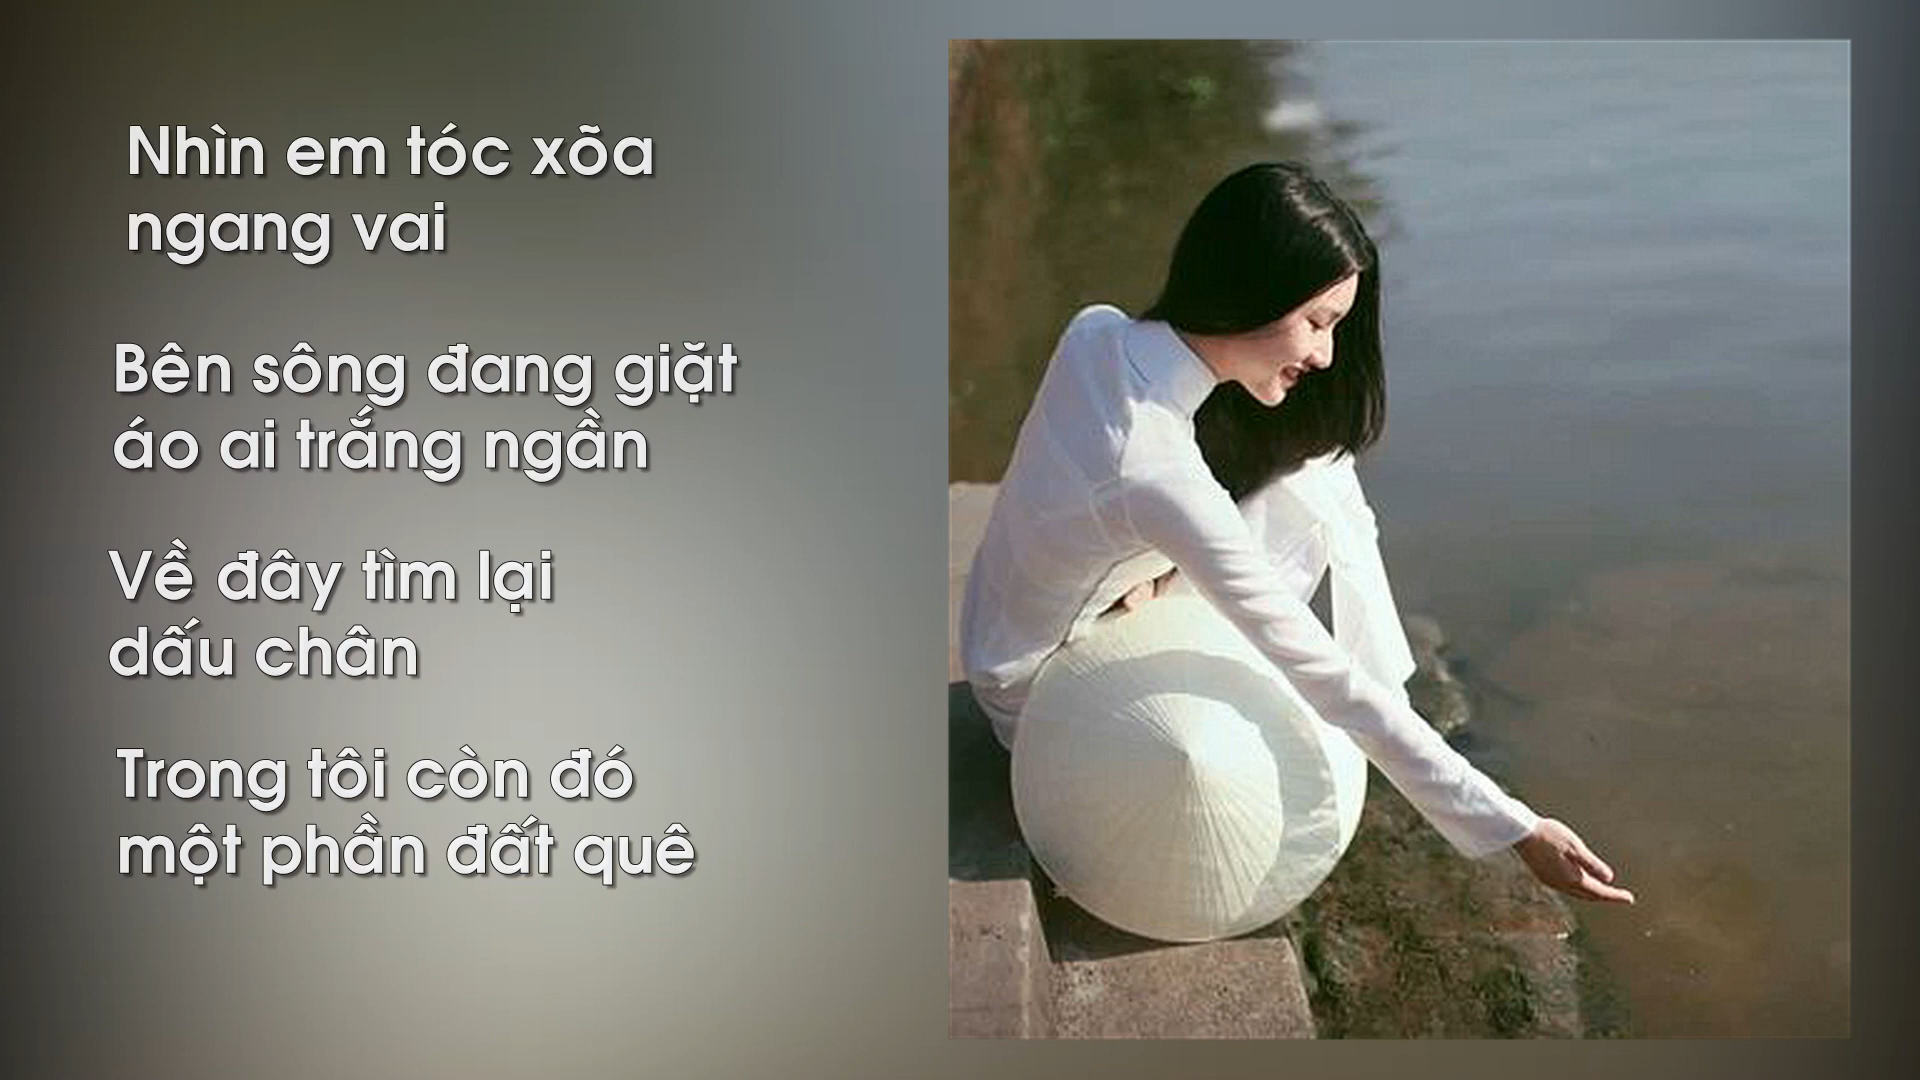 Nhìn em tóc xõa
ngang vai
Bên sông đang giặt
áo ai trắng ngần
Về đây tìm lại
dấu chân
Trong tôi còn đó
một phần đất quê